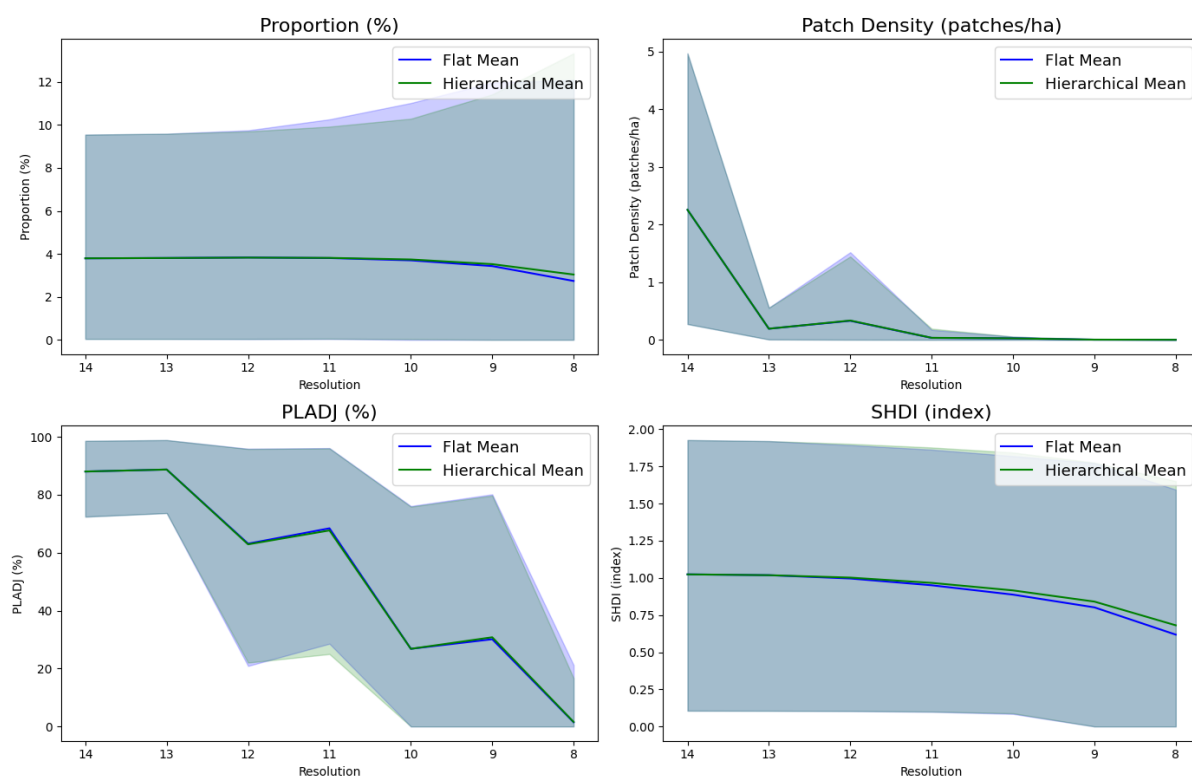 Proportion (%)
Flat Mean
Hierarchical Mean
Proportion (%)
12
10
8
6
4
2
0
14 13 12 11 10 9 8
Resolution
Patch Density (patches/ha)
Flat Mean
Hierarchical Mean
Patch Density (patches/ha)
5
4
3
2
1
0
14 13 12 11 10 9 8
Resolution
PLADJ (%)
Flat Mean
Hierarchical Mean
PLADJ (%)
100
80
60
40
20
0
14 13 12 11 10 9 8
Resolution
SHDI (index)
Flat Mean
Hierarchical Mean
SHDI (index)
2.00
1.75
1.50
1.25
1.00
0.75
0.50
0.25
0.00
14 13 12 11 10 9 8
Resolution